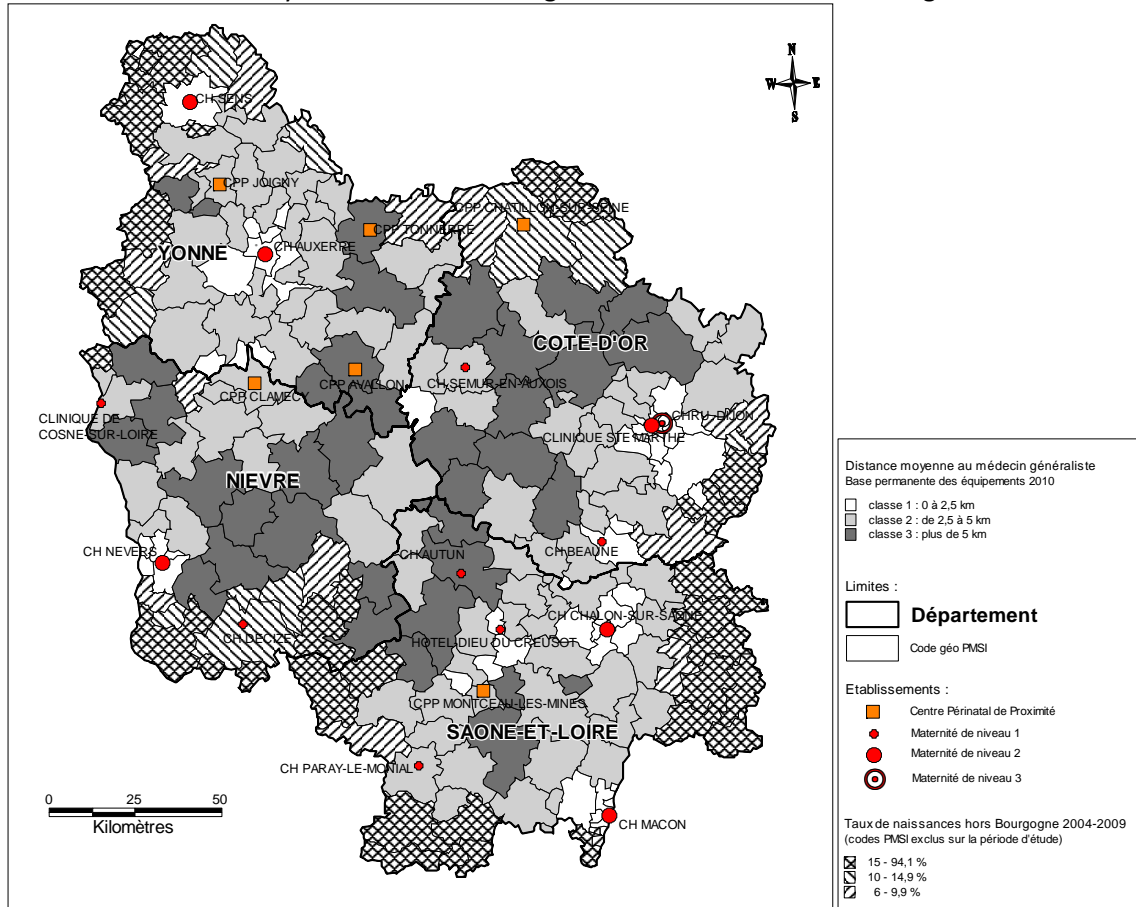 N
W E
S
CH SENS
CPP JOIGNY
CPP CHATILLON-SUR-SEINE
CPP TONNERRE
CH AUXERRE
YONNE
COTE-D'OR
CPP AVALLON
CH SEMUR-EN-AUXOIS
CPP CLAMEC
CLINIQUE DE
COSNE-SUR-LOIRE
CHRU DIJON
CLINIQUE STE MARTHE
NIEVRE
CH NEVERS
CH AUTUN
CH BEAUNE
CH DECIZE
CH CHALON-SUR-SAONE
HOTEL-DIEU DU CREUSOT
CPP MONTCEAU-LES-MINES
SAONE-ET-LOIRE
CH PARAY-LE-MONIAL
CH MACON
0 25 50
Kilomètres
Distance moyenne au médecin généraliste
Base permanente des équipements 2010
classe 1 : 0 à 2,5 km
classe 2 : de 2,5 à 5 km
classe 3 : plus de 5 km
Limites :
Département
Code géo PMSI
Etablissements :
Centre Périnatal de Proximité
Maternité de niveau 1
Maternité de niveau 2
Maternité de niveau 3
Taux de naissances hors Bourgogne 2004-2009
(codes PMSI exclus sur la période d'étude)
15 - 94,1 %
10 - 14,9 %
6 - 9,9 %